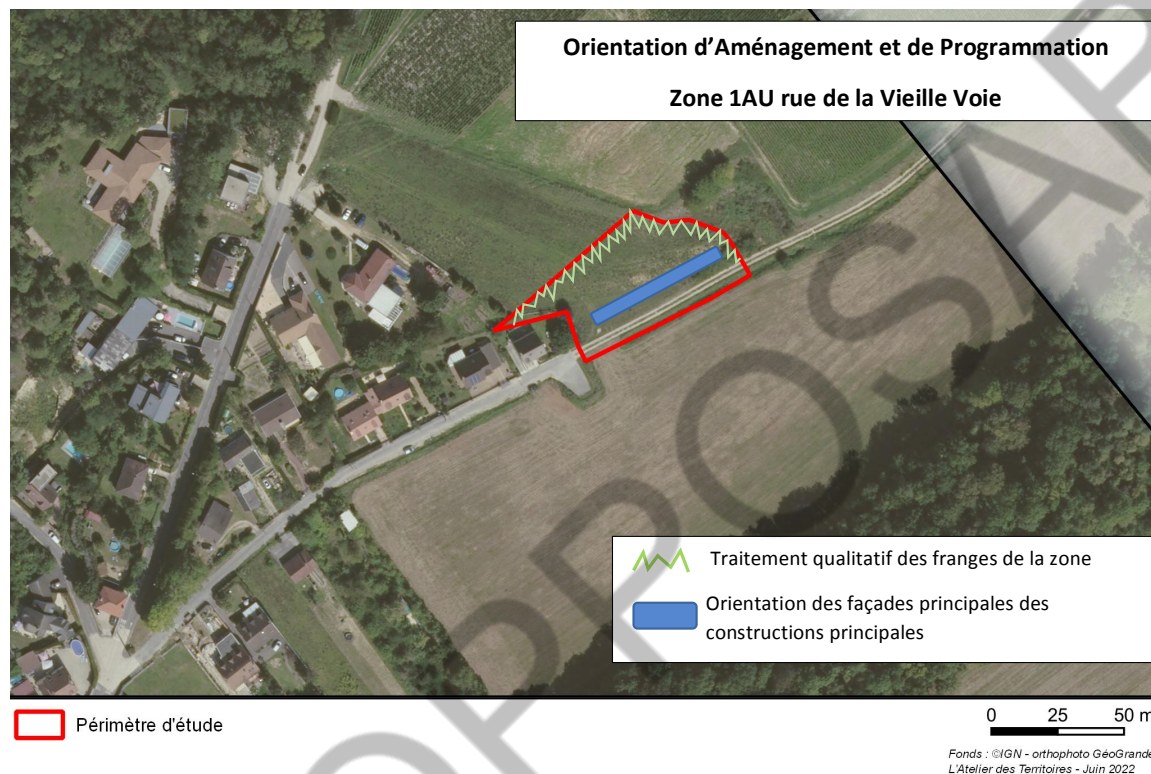 Orientation d'Aménagement et de Programmation
Zone 1AU rue de la Vieille Voie
Traitement qualitatif des franges de la zone
Orientation des façades principales des
constructions principales
Périmètre d'étude
0 25 50 m
Fonds : ©IGN - orthophoto GéoGrande
L'Atelier des Territoires - Juin 2022